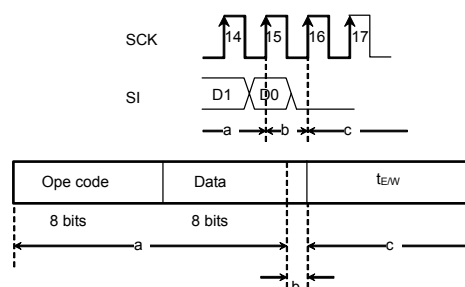 SCK 14 15 16 17
SI D1 D0
a b c
Ope code Data tE/W
8 bits 8 bits
a c
b